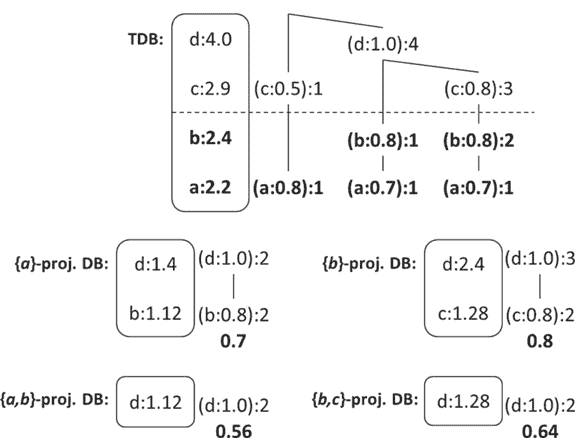 TDB: d:4.0 (d:1.0):4
c:2.9 (c:0.5):1 (c:0.8):3
b:2.4 (b:0.8):1 (b:0.8):2
a:2.2 (a:0.8):1 (a:0.7):1 (a:0.7):1
{a}-proj. DB: d:1.4 (d:1.0):2
b:1.12 (b:0.8):2
0.7
{b}-proj. DB: d:2.4 (d:1.0):3
c:1.28 (c:0.8):2
0.8
{a,b}-proj. DB: d:1.12 (d:1.0):2
0.56
{b,c}-proj. DB: d:1.28 (d:1.0):2
0.64